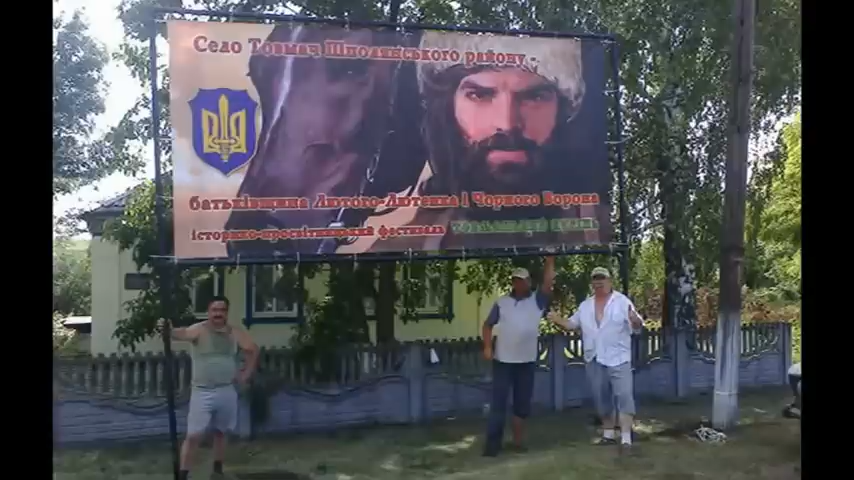 Село Товмач Шполянського району -
батьківщина Лютого-Лютенка і Чорного Ворона
історико-просвітницький фестиваль